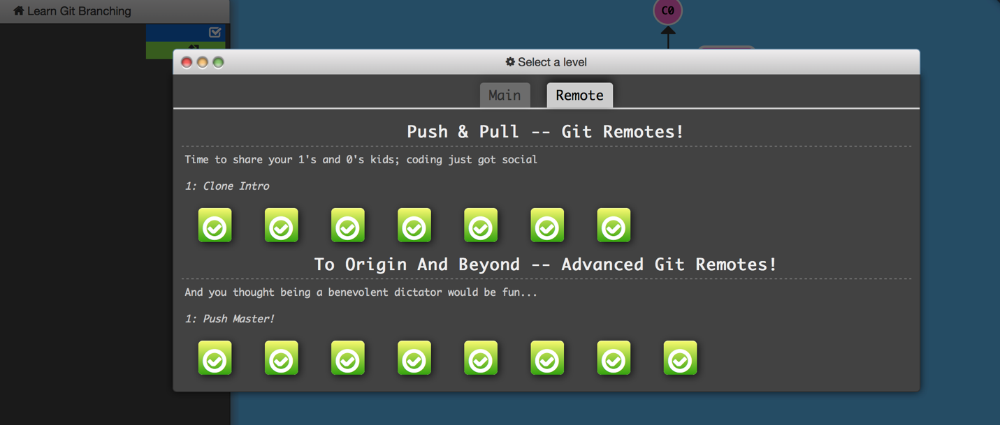 Learn Git Branching
C0
Select a level
Main
Remote
Push & Pull -- Git Remotes!
Time to share your 1's and 0's kids; coding just got social
1: Clone Intro
To Origin And Beyond -- Advanced Git Remotes!
And you thought being a benevolent dictator would be fun...
1: Push Master!